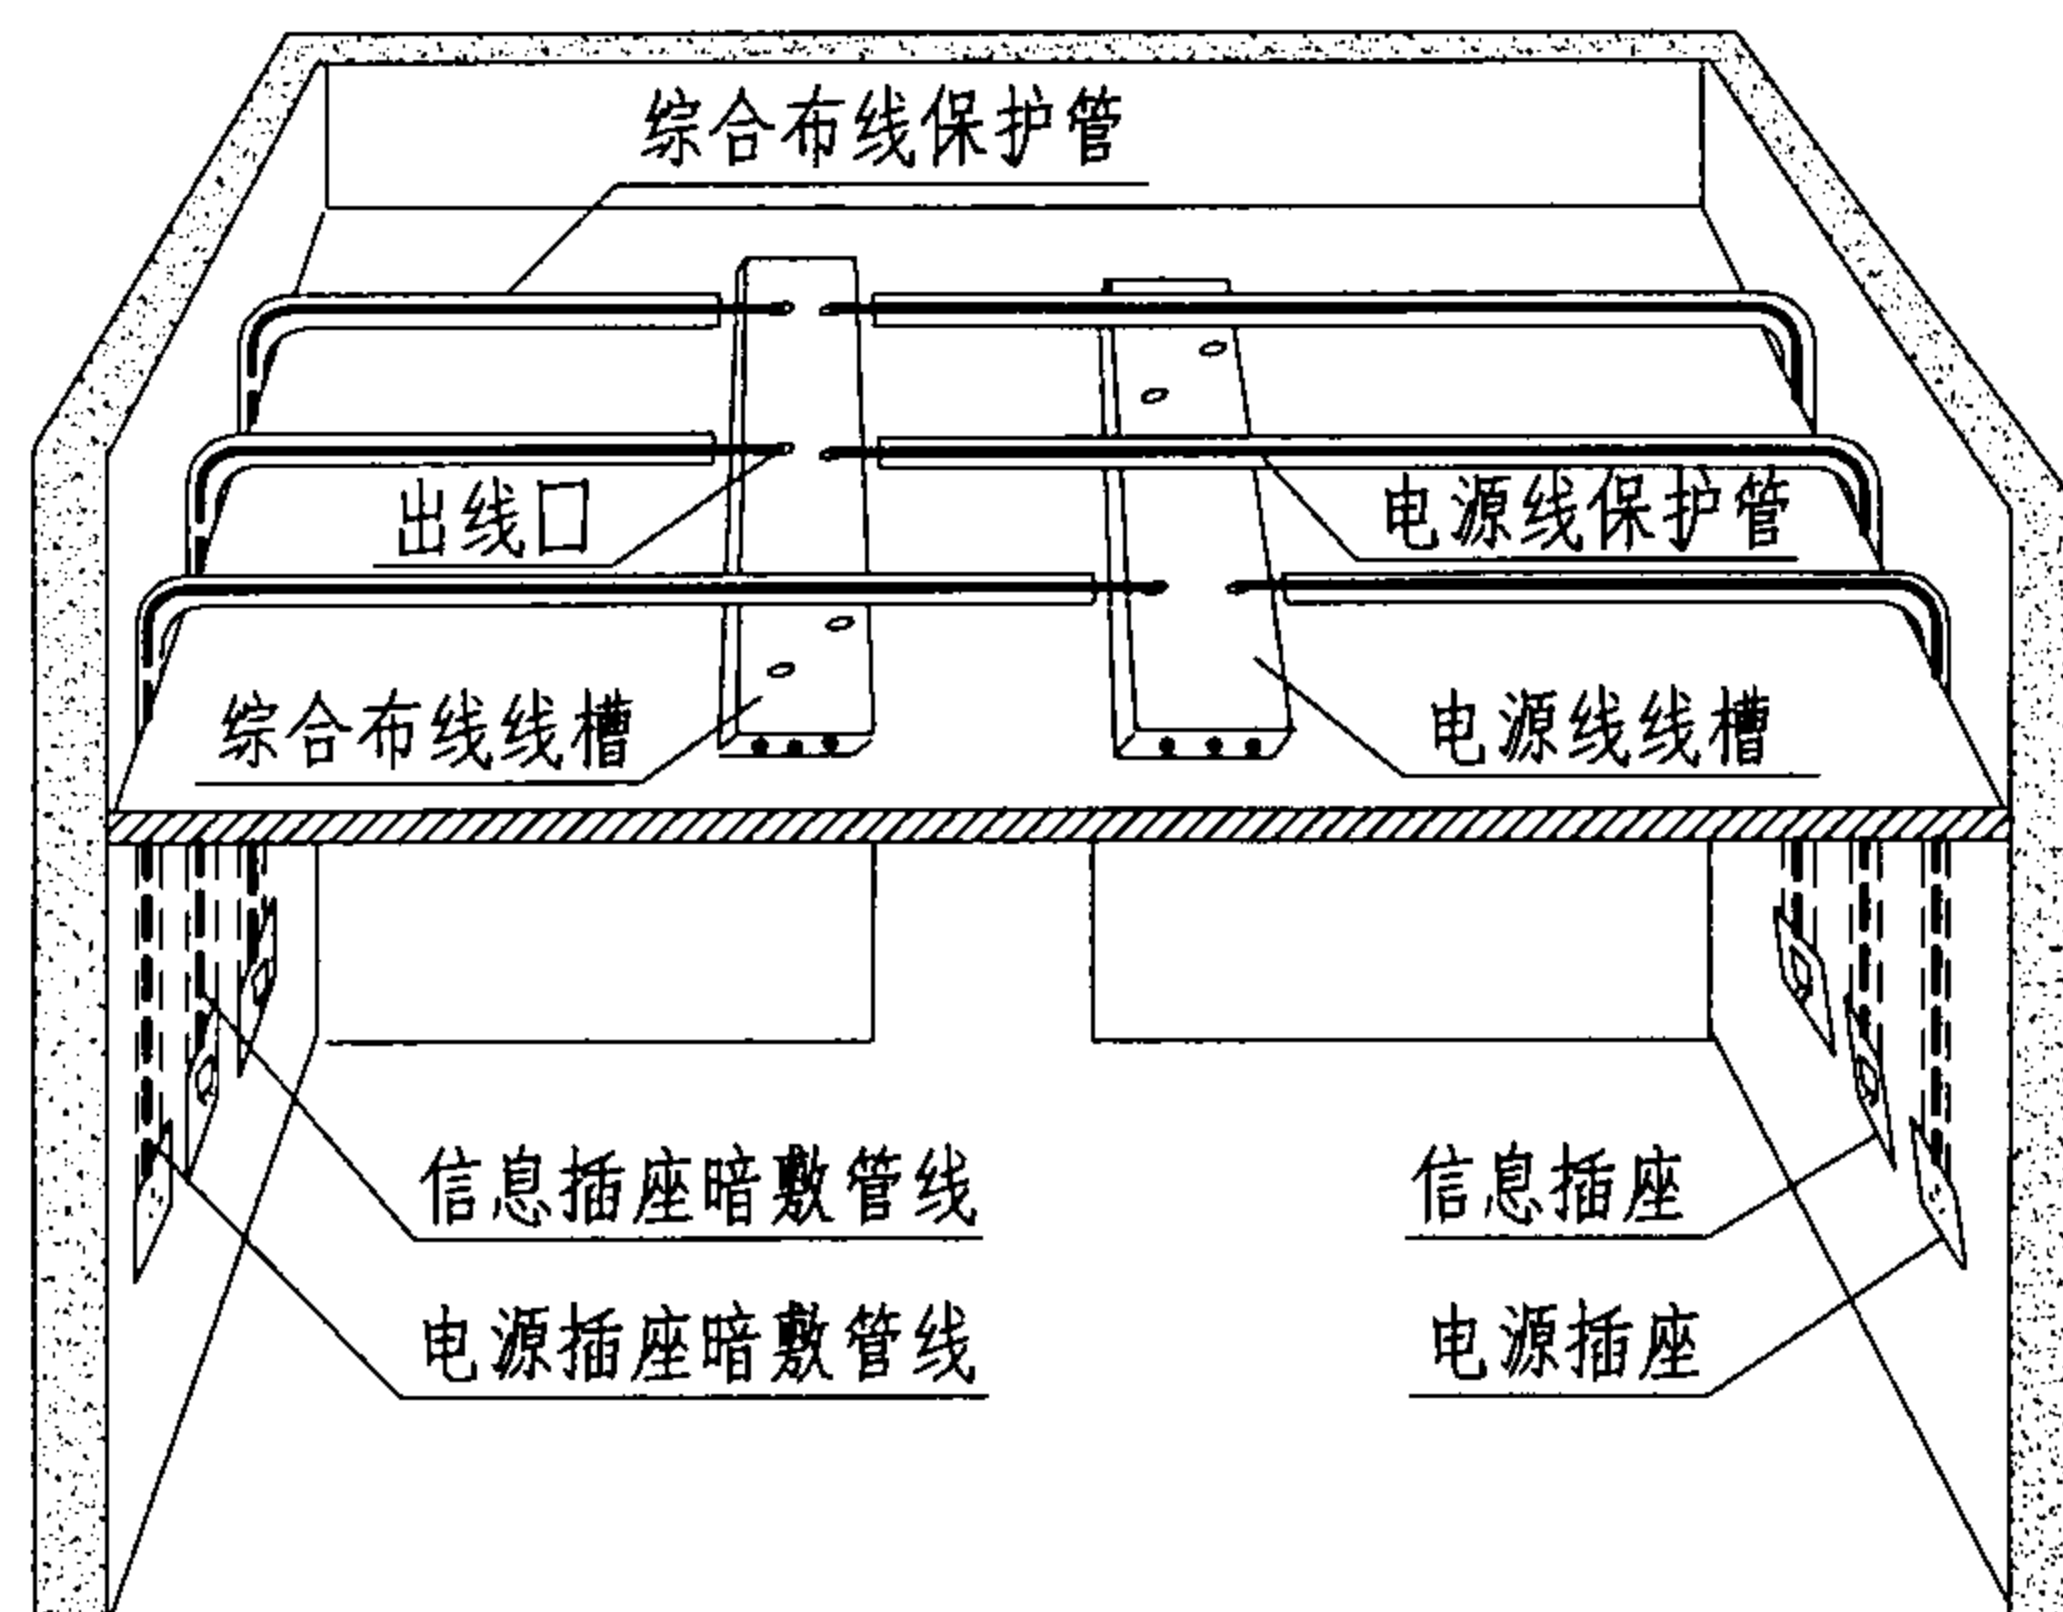 综合布线保护管
出线口
电源线保护管
综合布线线槽
电源线线槽
信息插座暗敷管线
信息插座
电源插座暗敷管线
电源插座